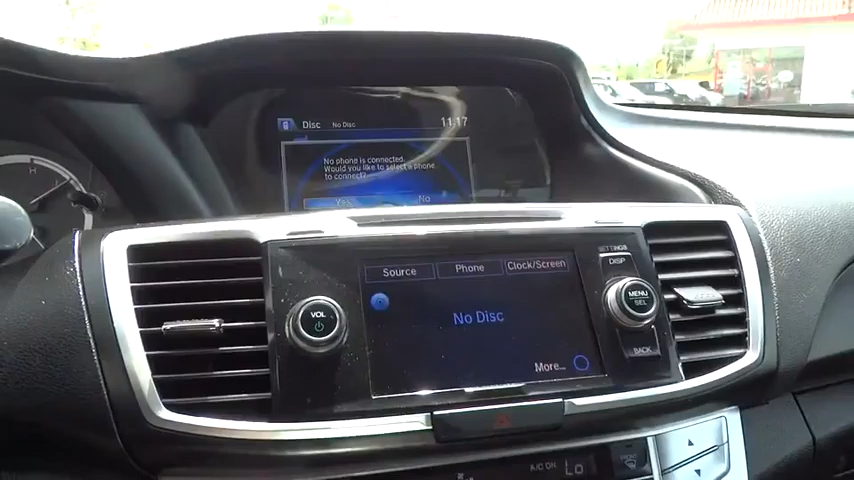 Disc No Disc 11:17
No phone is connected.
Would you like to select a phone
to connect?
Yes No
H
SETTINGS
DISP
Source Phone Clock/Screen
VOL
No Disc
MENU
SEL
BACK
More...
A/C ON Lo FRONT